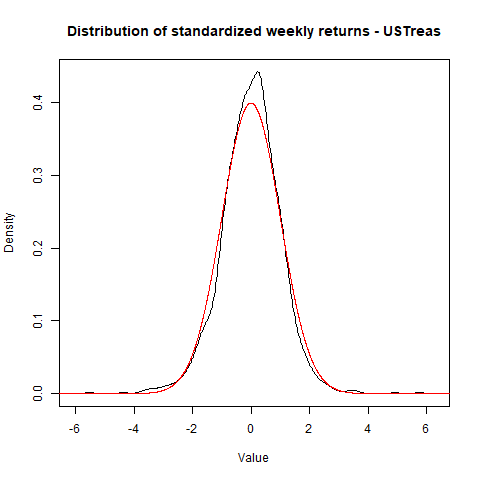 Distribution of standardized weekly returns - USTreas
Density
0.4
0.3
0.2
0.1
0.0
-6 -4 -2 0 2 4 6
Value